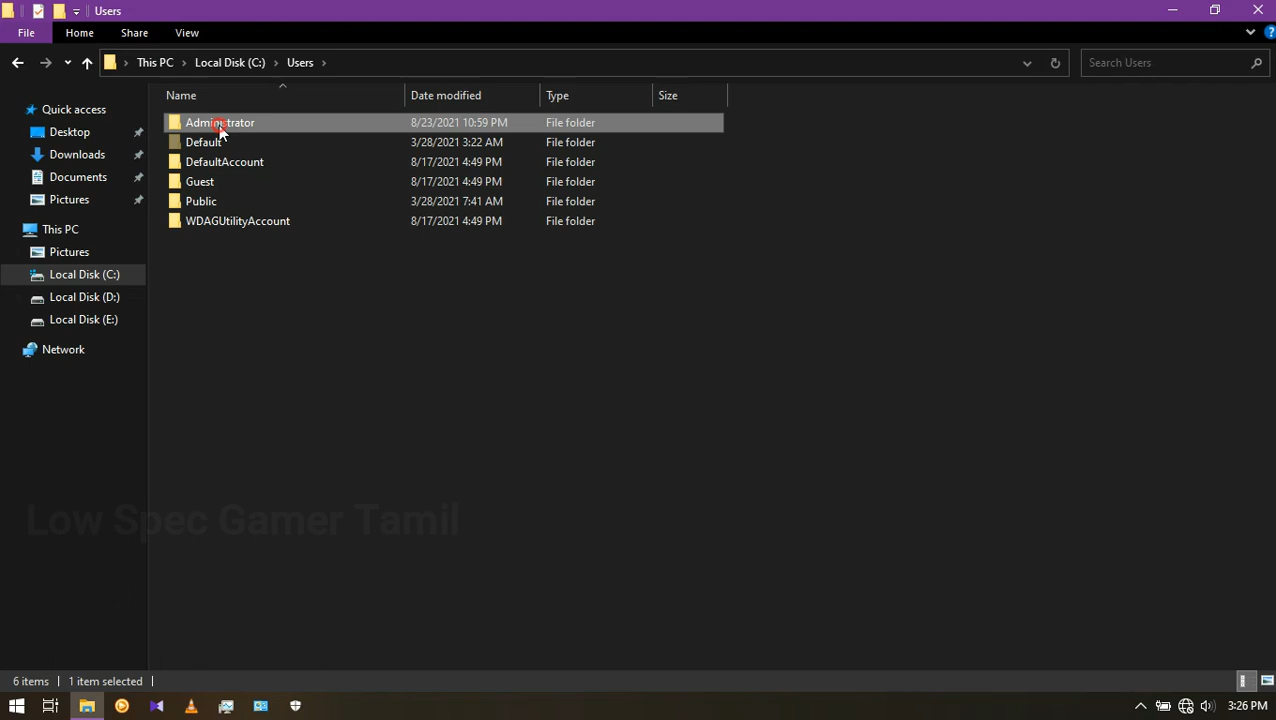 Users
File Home Share View
This PC Local Disk (C:) Users Search Users
Name Date modified Type Size
Quick access
Desktop
Downloads
Documents
Pictures
This PC
Pictures
Local Disk (C:)
Local Disk (D:)
Local Disk (E:)
Network
Administrator 8/23/2021 10:59 PM File folder
Default 3/28/2021 3:22 AM File folder
DefaultAccount 8/17/2021 4:49 PM File folder
Guest 8/17/2021 4:49 PM File folder
Public 3/28/2021 7:41 AM File folder
WDAGUtilityAccount 8/17/2021 4:49 PM File folder
Low Spec Gamer Tamil
6 items 1 item selected
3:26 PM